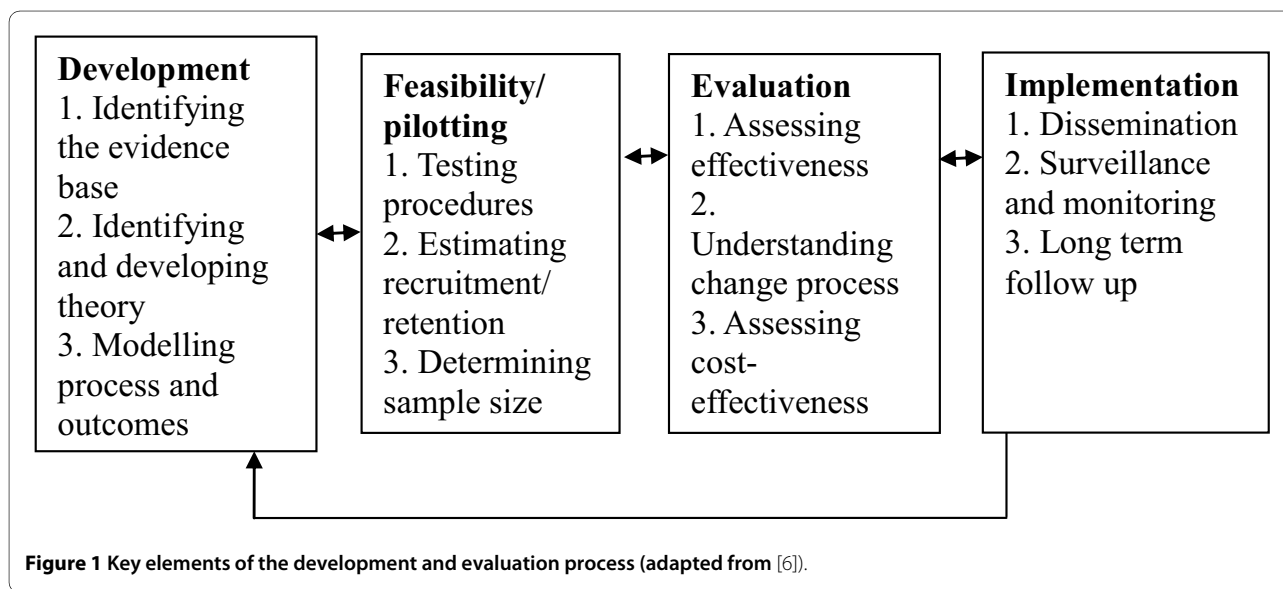 Development
1. Identifying
the evidence
base
2. Identifying
and developing
theory
3. Modelling
process and
outcomes
Feasibility/
pilotting
1. Testing
procedures
2. Estimating
recruitment/
retention
3. Determining
sample size
Evaluation
1. Assessing
effectiveness
2.
Understanding
change process
3. Assessing
cost-
effectiveness
Implementation
1. Dissemination
2. Surveillance
and monitoring
3. Long term
follow up
Figure 1 Key elements of the development and evaluation process (adapted from [6]).